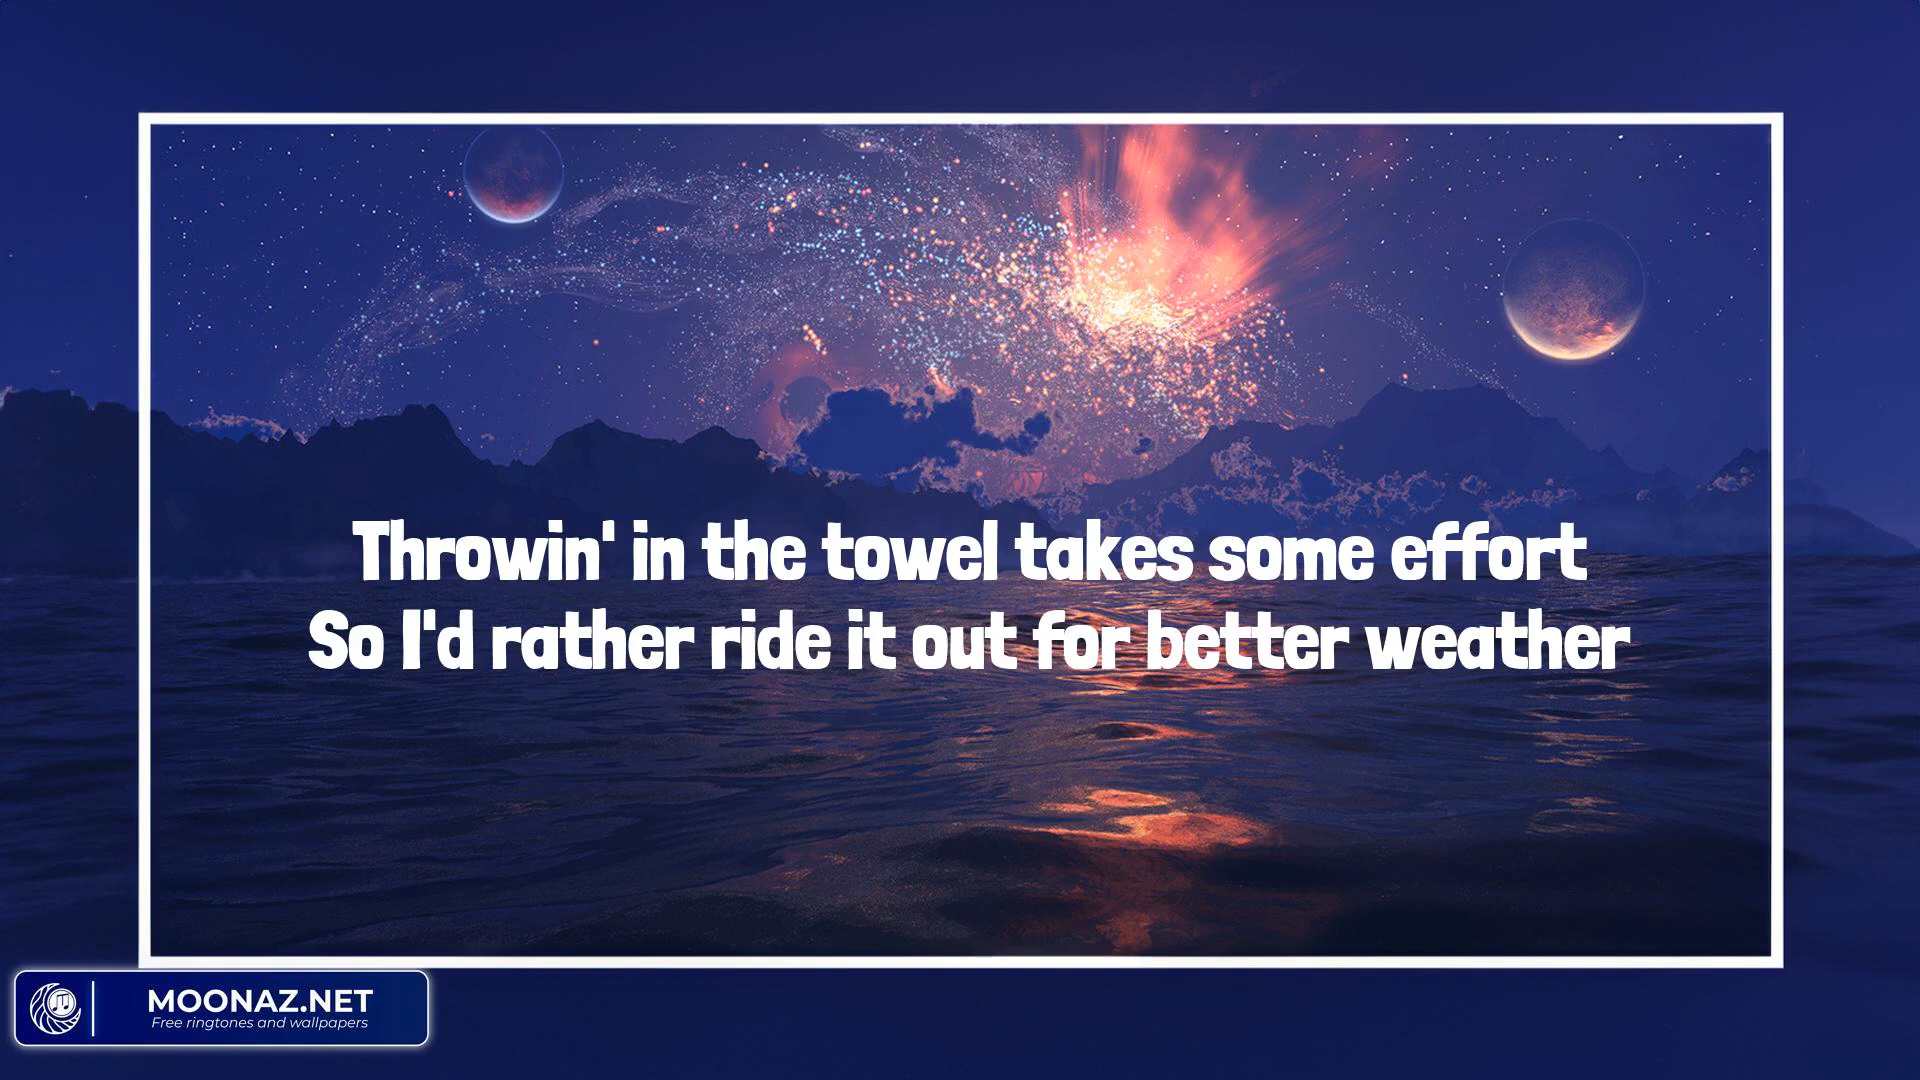 Throwin' in the towel takes some effort
So I'd rather ride it out for better weather
MOONAZ.NET
Free ringtones and wallpapers